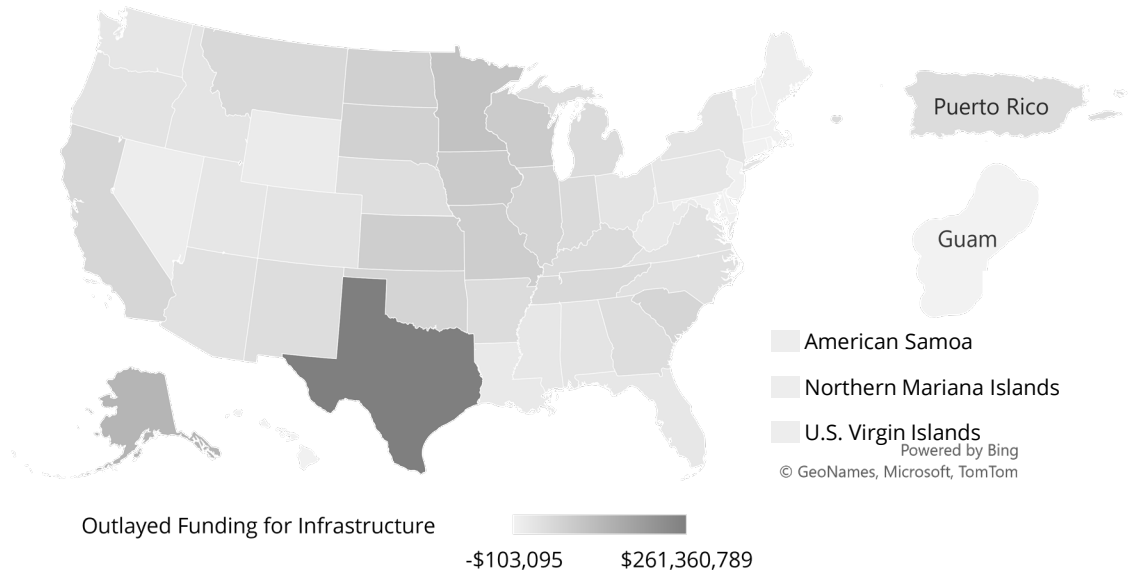 Puerto Rico
Guam
American Samoa
Northern Mariana Islands
U.S. Virgin Islands
Powered by Bing
© GeoNames, Microsoft, TomTom
Outlayed Funding for Infrastructure
-$103,095 $261,360,789